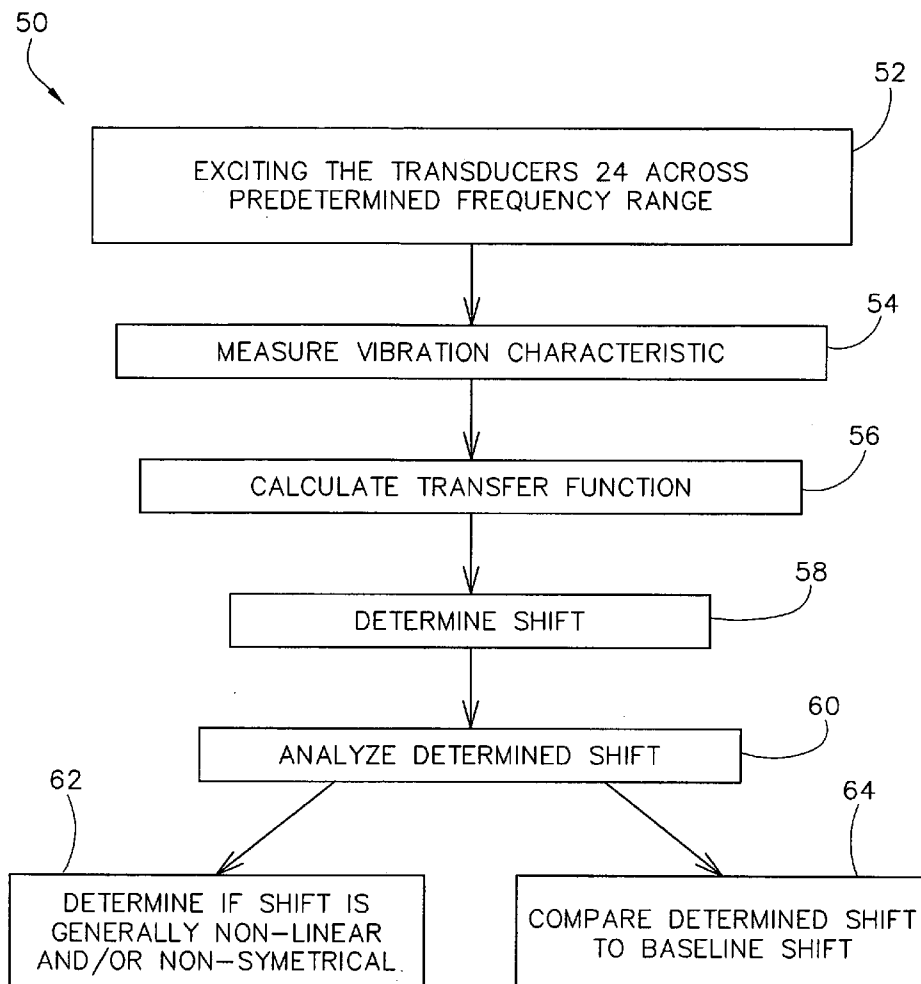 50
52
EXCITING THE TRANSDUCERS 24 ACROSS
PREDETERMINED FREQUENCY RANGE
54
MEASURE VIBRATION CHARACTERISTIC
56
CALCULATE TRANSFER FUNCTION
58
DETERMINE SHIFT
60
ANALYZE DETERMINED SHIFT
62
64
DETERMINE IF SHIFT IS
GENERALLY NON-LINEAR
AND/OR NON-SYMETRICAL
COMPARE DETERMINED SHIFT
TO BASELINE SHIFT